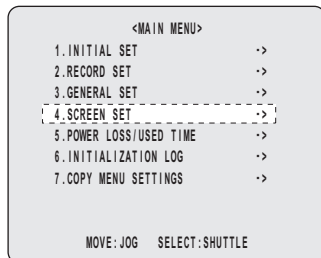 <MAIN MENU>
1.INITIAL SET ->
2.RECORD SET ->
3.GENERAL SET ->
4.SCREEN SET ->
5.POWER LOSS/USED TIME ->
6.INITIALIZATION LOG ->
7.COPY MENU SETTINGS ->
MOVE:JOG SELECT:SHUTTLE